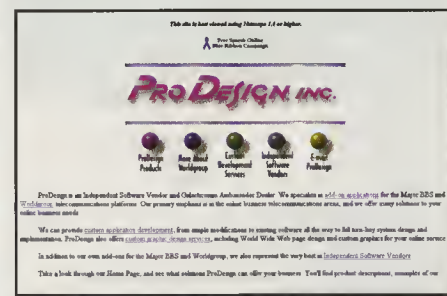 This site is best viewed using Netscape 1.1 or higher.
Free Speech Online
Blue Ribbon Campaign
PRODESIGN INC.
ProDesign Products
More About Worldgroup
Custom Development Services
Independent Software Vendors
E-mail ProDesign
ProDesign is an Independent Software Vendor and Galacticomm Ambassador Dealer. We specialize in add-on applications for the Major BBS and
Worldgroup telecommunications platforms. Our primary emphasis is in the online business telecommunications areas, and we offer many solutions to your
online business needs.
We can provide custom application development, from simple modifications to existing software all the way to full turn-key system design and
implementation. ProDesign also offers custom graphic design services, including World Wide Web page design and custom graphics for your online service.
In addition to our own add-ons for the Major BBS and Worldgroup, we also represent the very best in Independent Software Vendors.
Take a look through our Home Page, and see what solutions ProDesign can offer your business. You'll find product descriptions, examples of our